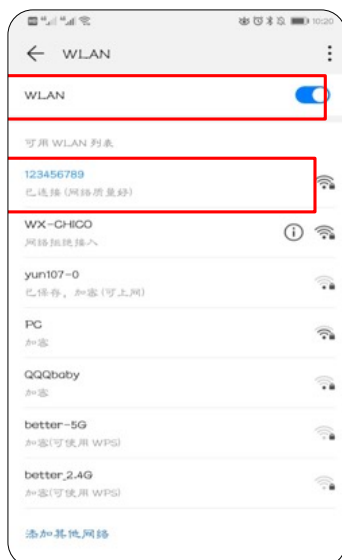 10:20
WLAN
WLAN
可用 WLAN 列表
123456789
已连接(网络质量好)
WX-CHICO
网络拒绝接入
yun107-0
已保存，加密(可上网)
PC
加密
QQQbaby
加密
better-5G
加密(可使用 WPS)
better_2.4G
加密(可使用 WPS)
添加其他网络